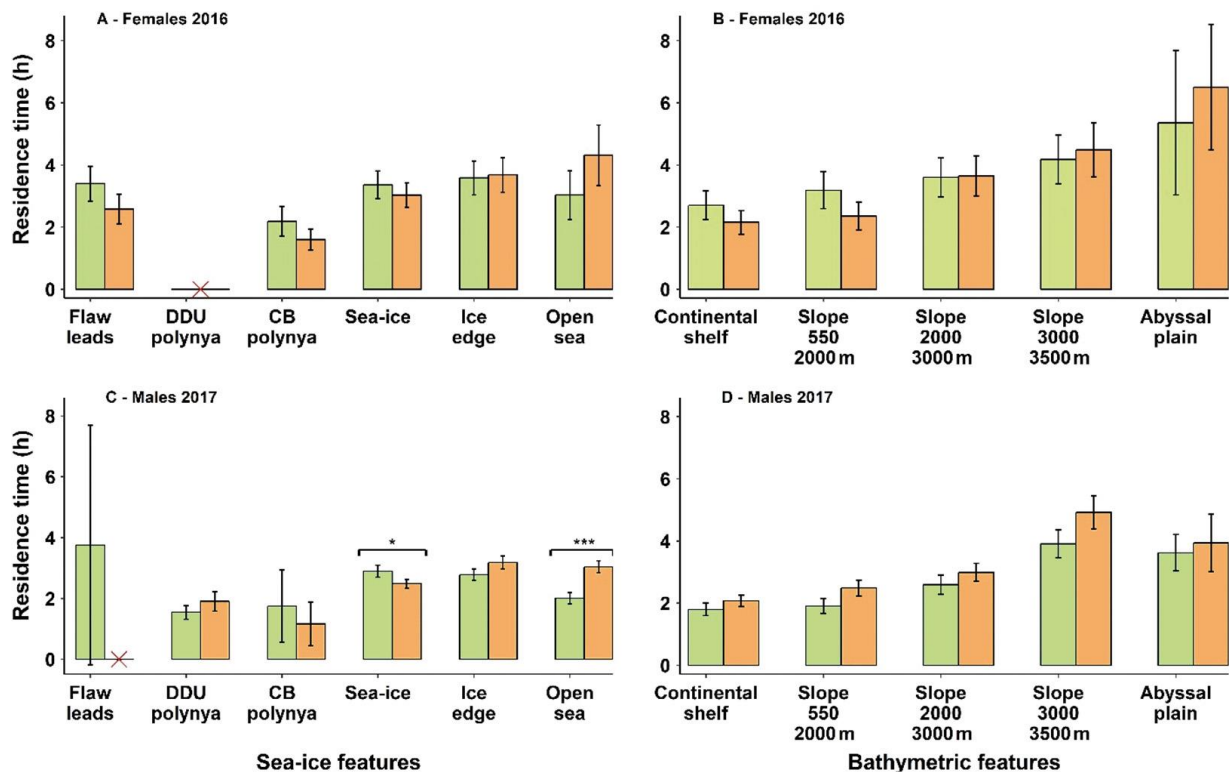 A - Females 2016
Residence time (h)
8
6
4
2
0
Flaw leads
DDU polynya
CB polynya
Sea-ice
Ice edge
Open sea
B - Females 2016
8
6
4
2
0
Continental shelf
Slope 550 2000 m
Slope 2000 3000 m
Slope 3000 3500 m
Abyssal plain
C - Males 2017
Residence time (h)
8
6
4
2
0
*
***
Flaw leads
DDU polynya
CB polynya
Sea-ice
Ice edge
Open sea
Sea-ice features
D - Males 2017
8
6
4
2
0
Continental shelf
Slope 550 2000 m
Slope 2000 3000 m
Slope 3000 3500 m
Abyssal plain
Bathymetric features